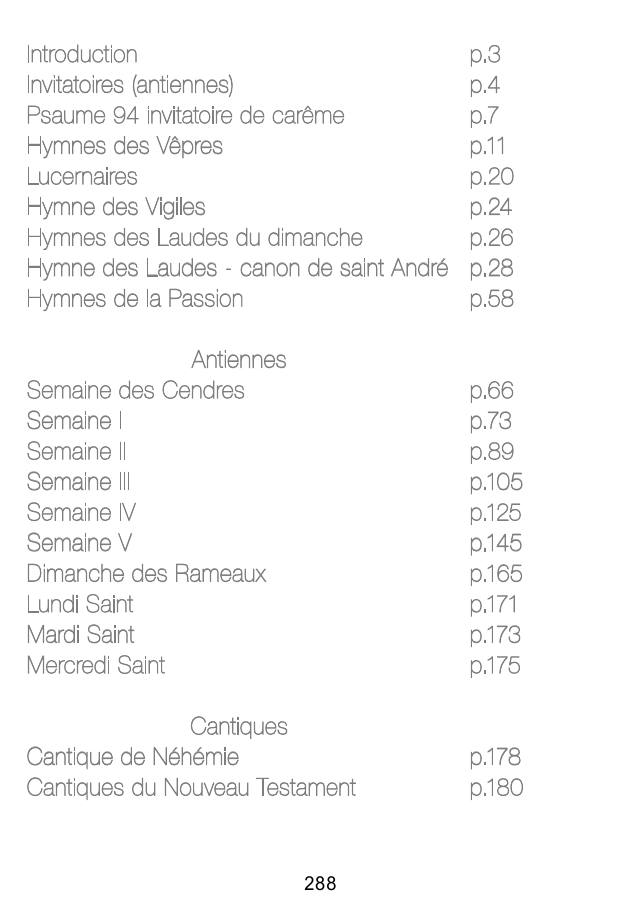 Introduction p.3
Invitatoires (antiennes) p.4
Psaume 94 invitatoire de carême p.7
Hymnes des Vêpres p.11
Lucernaires p.20
Hymne des Vigiles p.24
Hymnes des Laudes du dimanche p.26
Hymne des Laudes - canon de saint André p.28
Hymnes de la Passion p.58
Antiennes
Semaine des Cendres p.66
Semaine I p.73
Semaine II p.89
Semaine III p.105
Semaine IV p.125
Semaine V p.145
Dimanche des Rameaux p.165
Lundi Saint p.171
Mardi Saint p.173
Mercredi Saint p.175
Cantiques
Cantique de Néhémie p.178
Cantiques du Nouveau Testament p.180
288